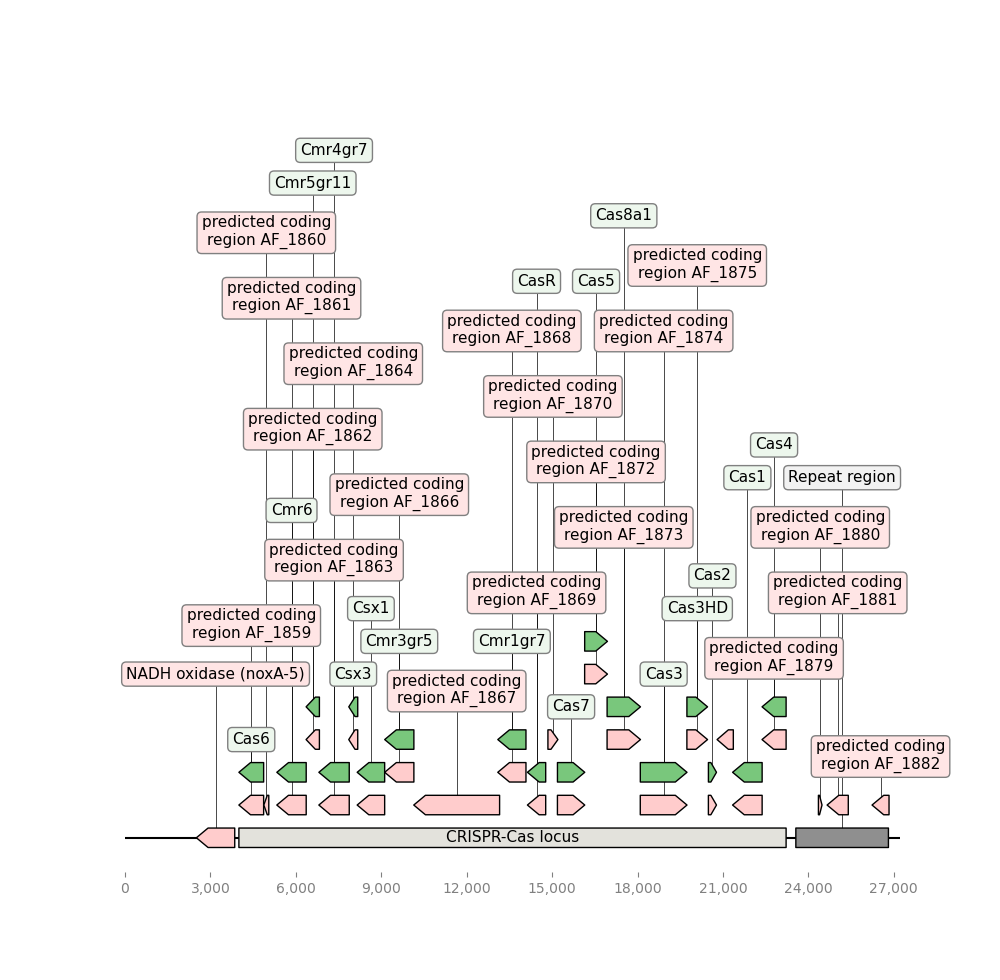 Cmr4gr7
Cmr5gr11
Cas8a1
predicted coding
region AF_1860
predicted coding
region AF_1875
CasR
Cas5
predicted coding
region AF_1861
predicted coding
region AF_1868
predicted coding
region AF_1874
predicted coding
region AF_1864
predicted coding
region AF_1870
predicted coding
region AF_1862
Cas4
predicted coding
region AF_1872
Cas1
Repeat region
predicted coding
region AF_1866
Cmr6
predicted coding
region AF_1873
predicted coding
region AF_1880
predicted coding
region AF_1863
Cas2
predicted coding
region AF_1869
predicted coding
region AF_1881
Csx1
Cas3HD
predicted coding
region AF_1859
Cmr3gr5
Cmr1gr7
predicted coding
region AF_1879
NADH oxidase (noxA-5)
Csx3
Cas3
predicted coding
region AF_1867
Cas7
Cas6
predicted coding
region AF_1882
CRISPR-Cas locus
0
3,000
6,000
9,000
12,000
15,000
18,000
21,000
24,000
27,000